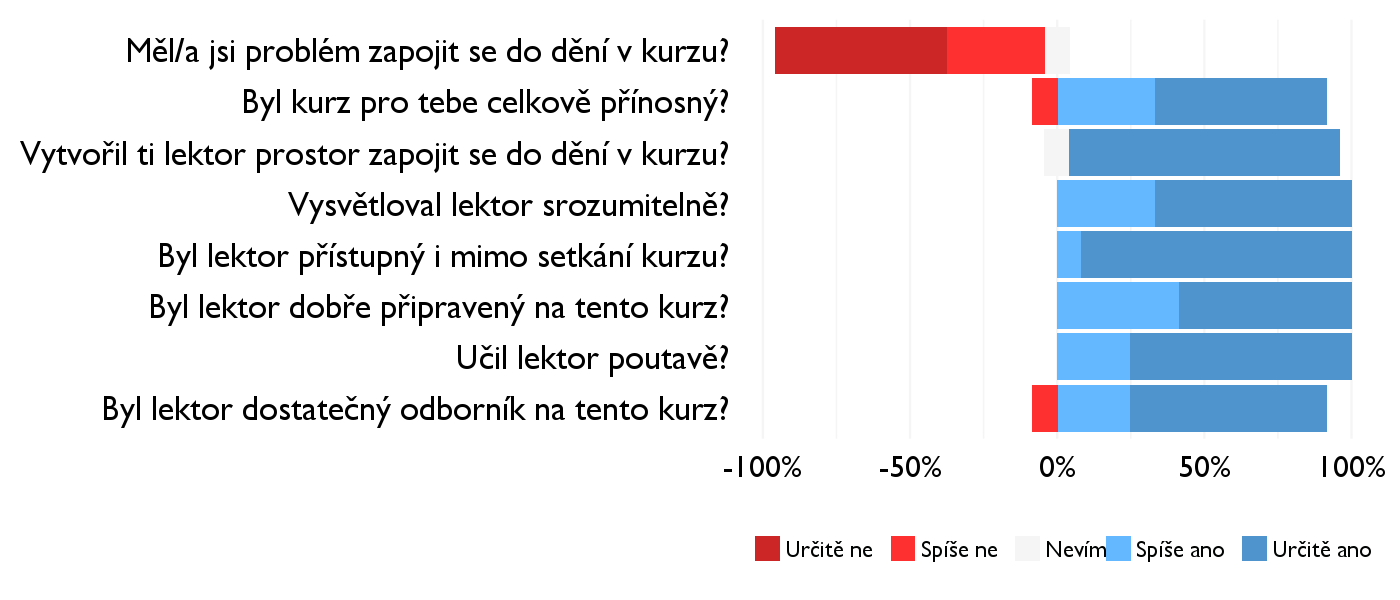 Měl/a jsi problém zapojit se do dění v kurzu?
Byl kurz pro tebe celkově přínosný?
Vytvořil ti lektor prostor zapojit se do dění v kurzu?
Vysvětloval lektor srozumitelně?
Byl lektor přístupný i mimo setkání kurzu?
Byl lektor dobře připravený na tento kurz?
Učil lektor poutavě?
Byl lektor dostatečný odborník na tento kurz?
-100% -50% 0% 50% 100%
Určitě ne Spíše ne Nevím Spíše ano Určitě ano